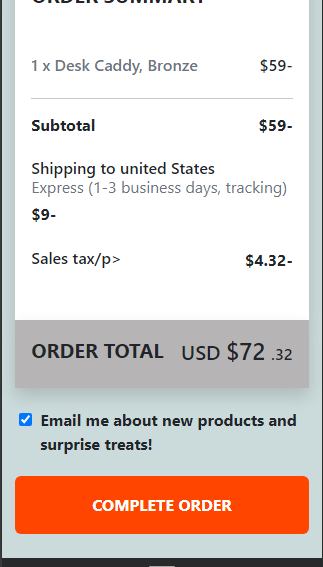 ORDER SUMMARY
1 x Desk Caddy, Bronze $59-
Subtotal $59-
Shipping to united States
Express (1-3 business days, tracking)
$9-
Sales tax/p> $4.32-
ORDER TOTAL USD $72 .32
Email me about new products and
surprise treats!
COMPLETE ORDER